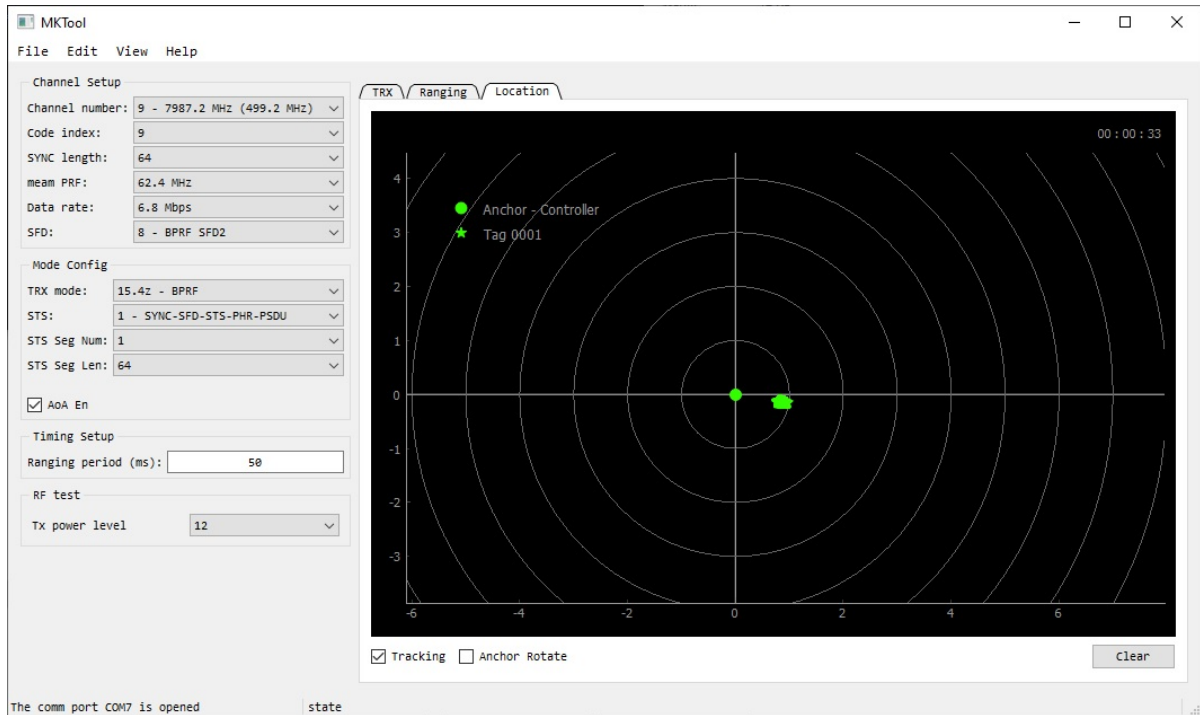 MKTool
File Edit View Help
Channel Setup
Channel number: 9 - 7987.2 MHz (499.2 MHz)
Code index: 9
SYNC length: 64
meam PRF: 62.4 MHz
Data rate: 6.8 Mbps
SFD: 8 - BPRF SFD2
Mode Config
TRX mode: 15.4z - BPRF
STS: 1 - SYNC-SFD-STS-PHR-PSDU
STS Seg Num: 1
STS Seg Len: 64
AoA En
Timing Setup
Ranging period (ms): 50
RF test
Tx power level 12
TRX Ranging Location
00:00:33
4
Anchor - Controller
3
Tag 0001
2
1
0
-1
-2
-3
-6 -4 -2 0 2 4 6
Tracking Anchor Rotate Clear
The comm port COM7 is opened state